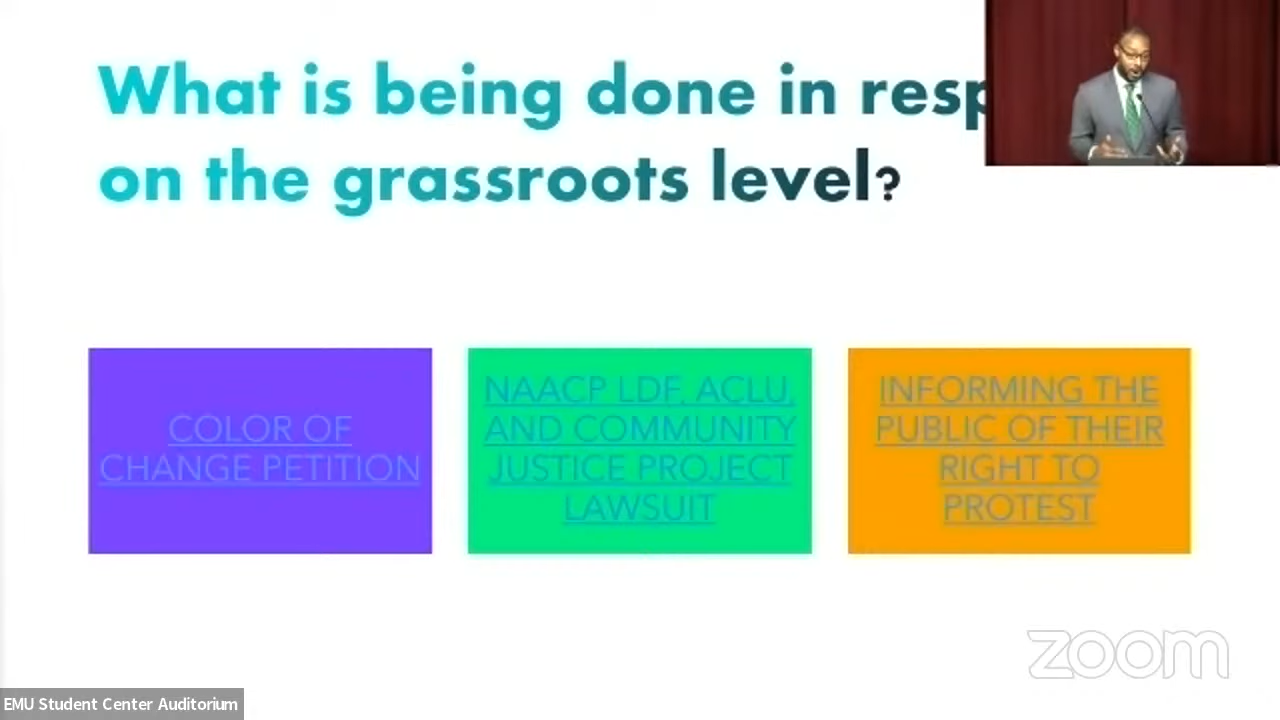 What is being done in resp
on the grassroots level?
COLOR OF
CHANGE PETITION
NAACP LDF, ACLU,
AND COMMUNITY
JUSTICE PROJECT
LAWSUIT
INFORMING THE
PUBLIC OF THEIR
RIGHT TO
PROTEST
zoom
EMU Student Center Auditorium